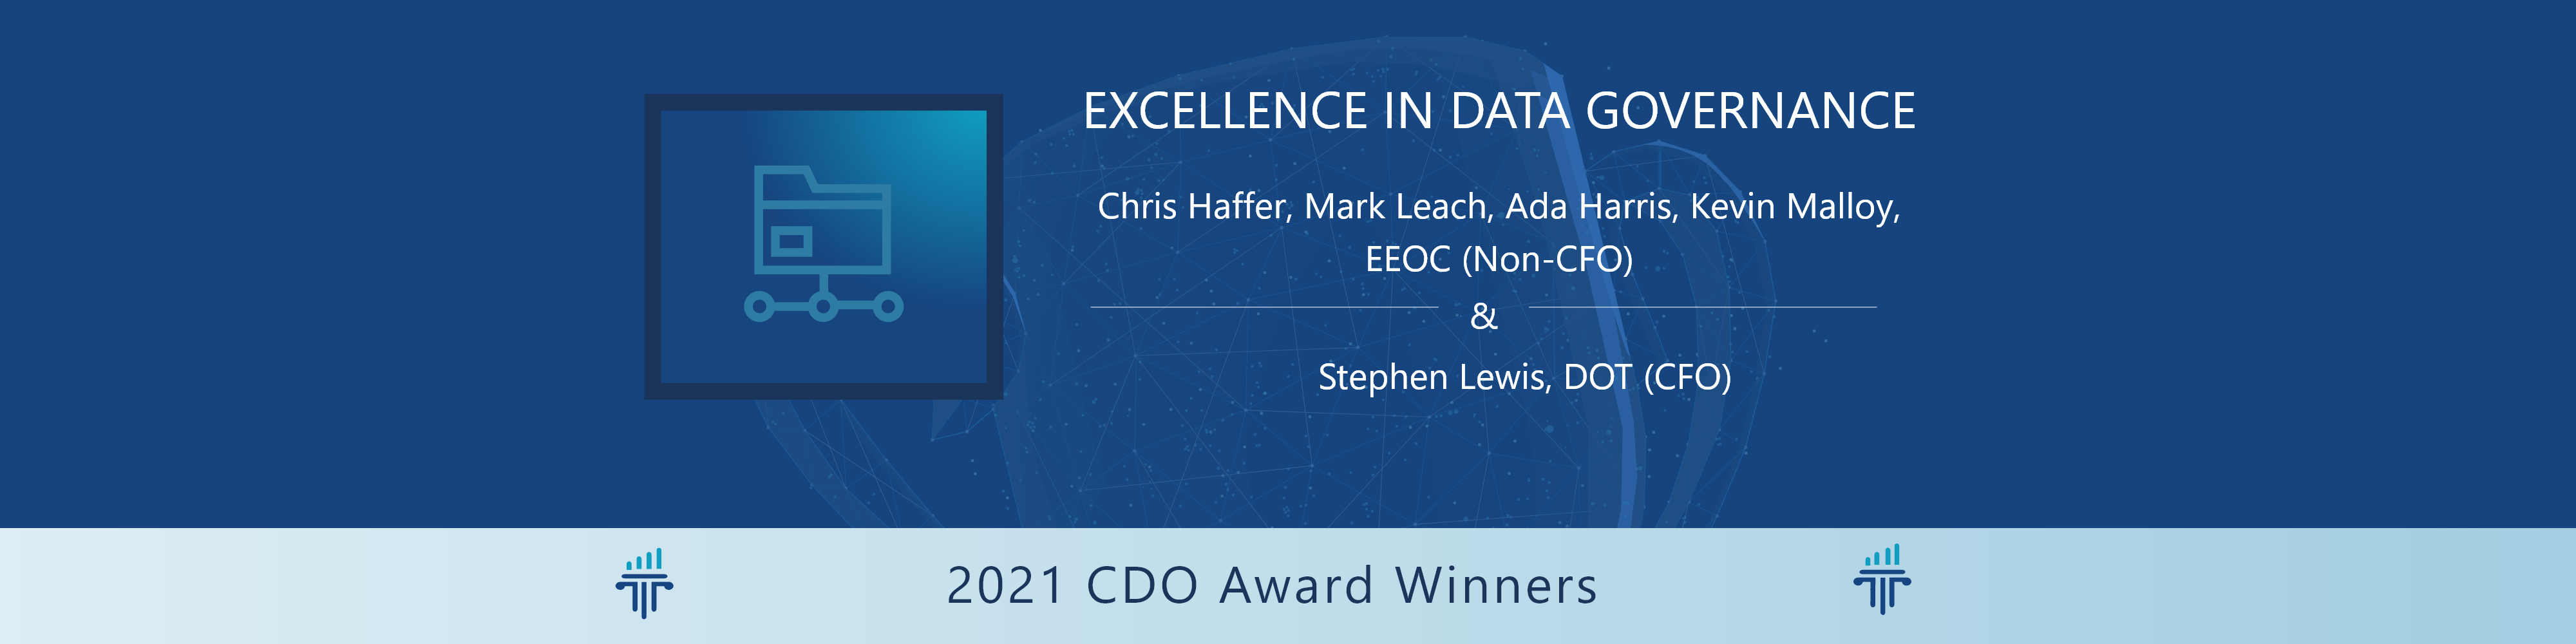 EXCELLENCE IN DATA GOVERNANCE
Chris Haffer, Mark Leach, Ada Harris, Kevin Malloy,
EEOC (Non-CFO)
&
Stephen Lewis, DOT (CFO)
2021 CDO Award Winners